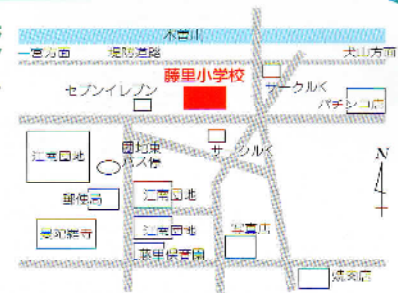 木曽川
一宮方面
堤防道路
犬山方面
藤里小学校
セブンイレブン
サークルK
パチンコ店
江南団地
団地東
バス停
サークルK
郵便局
江南団地
曼陀羅寺
江南団地
写真店
藤里保育園
焼肉店
N